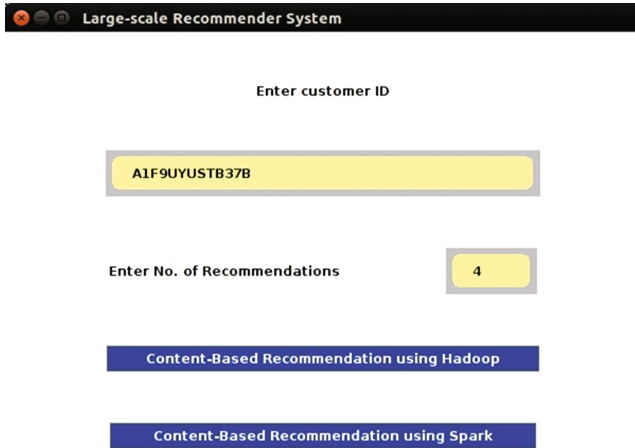 Large-scale Recommender System
Enter customer ID
A1F9UYUSTB37B
Enter No. of Recommendations
4
Content-Based Recommendation using Hadoop
Content-Based Recommendation using Spark